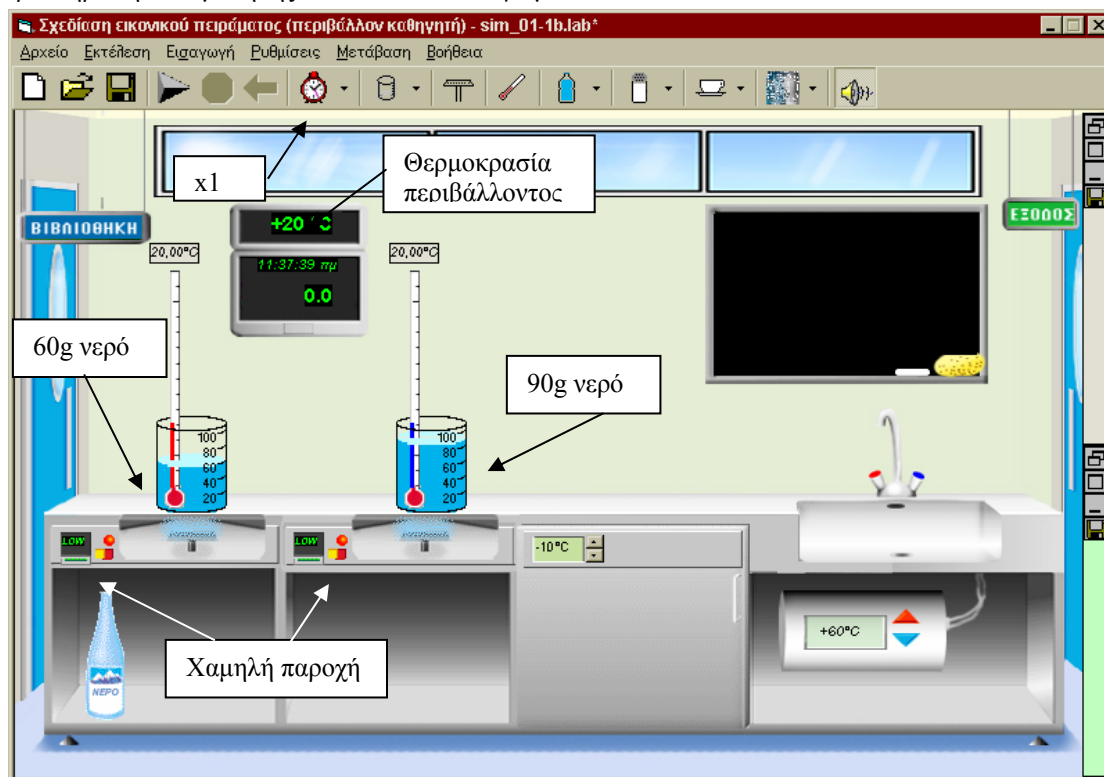 Σχεδίαση εικονικού πειράματος (περιβάλλον καθηγητή) - sim_01-1b.lab*
Αρχείο Εκτέλεση Εισαγωγή Ρυθμίσεις Μετάβαση Βοήθεια
x1
Θερμοκρασία
περιβάλλοντος
ΒΙΒΛΙΟΘΗΚΗ
ΕΞΟΔΟΣ
20,00°C
+20
20,00°C
11:37:39 πμ
0.0
60g νερό
90g νερό
100
80
60
40
20
100
80
60
40
20
LOW
LOW
-10°C
+60°C
Χαμηλή παροχή
ΝΕΡΟ